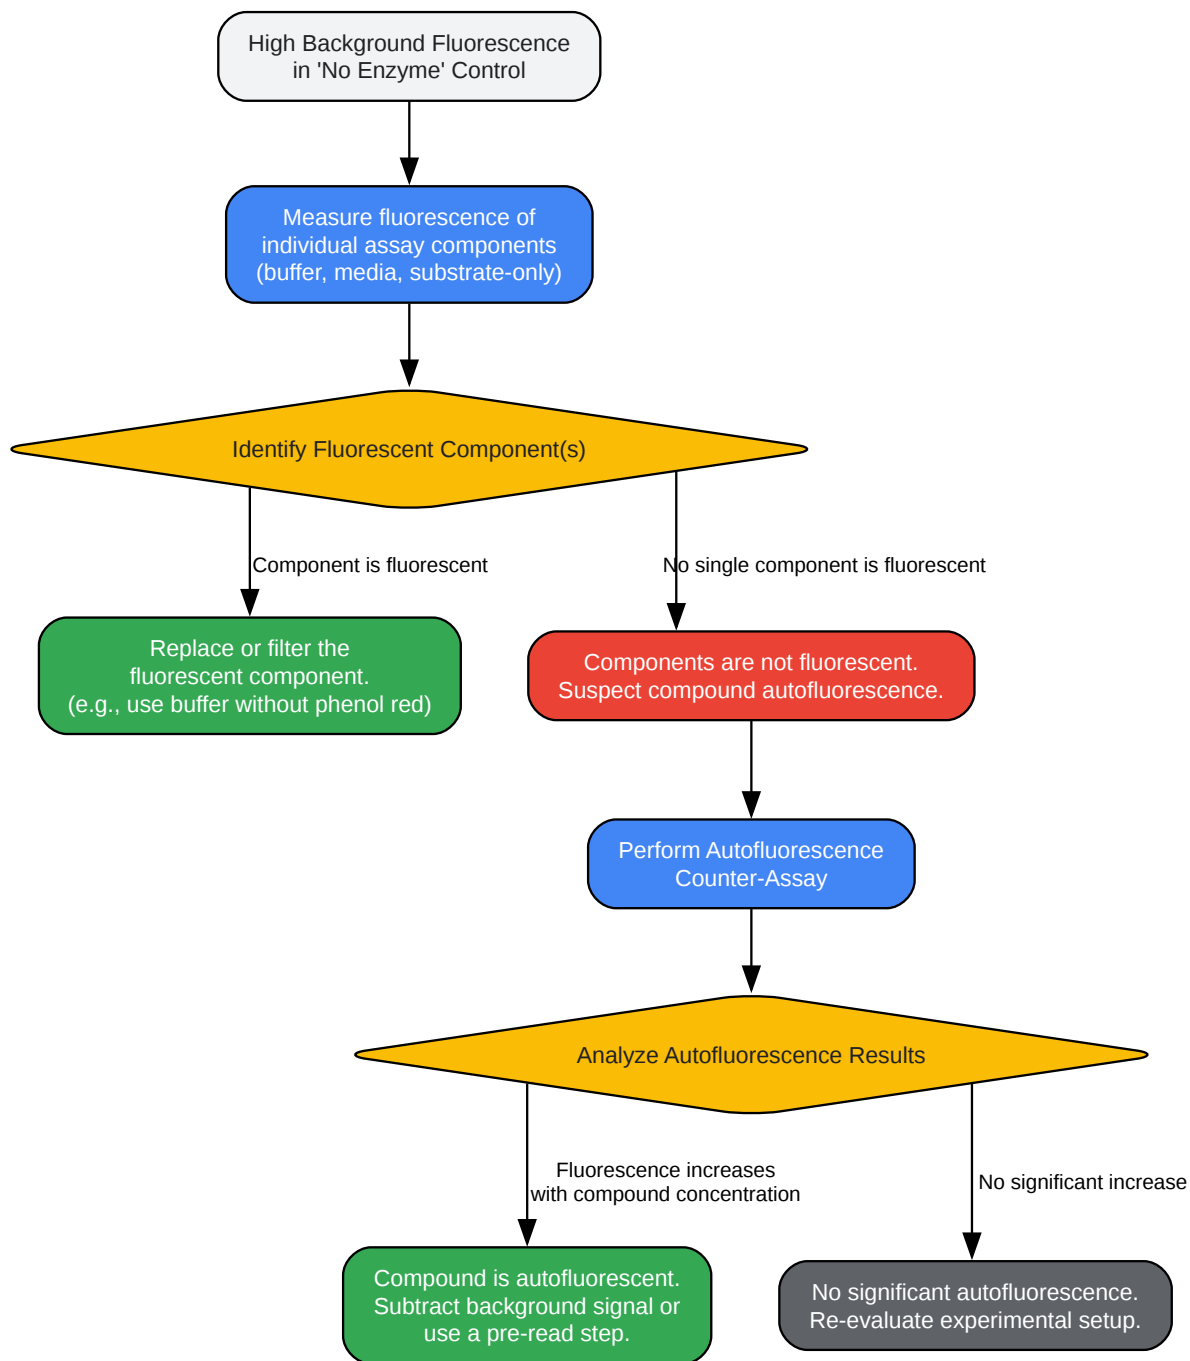 High Background Fluorescence
in 'No Enzyme' Control
Measure fluorescence of
individual assay components
(buffer, media, substrate-only)
Identify Fluorescent Component(s)
Component is fluorescent
No single component is fluorescent
Replace or filter the
fluorescent component.
(e.g., use buffer without phenol red)
Components are not fluorescent.
Suspect compound autofluorescence.
Perform Autofluorescence
Counter-Assay
Analyze Autofluorescence Results
Fluorescence increases
with compound concentration
No significant increase
Compound is autofluorescent.
Subtract background signal or
use a pre-read step.
No significant autofluorescence.
Re-evaluate experimental setup.